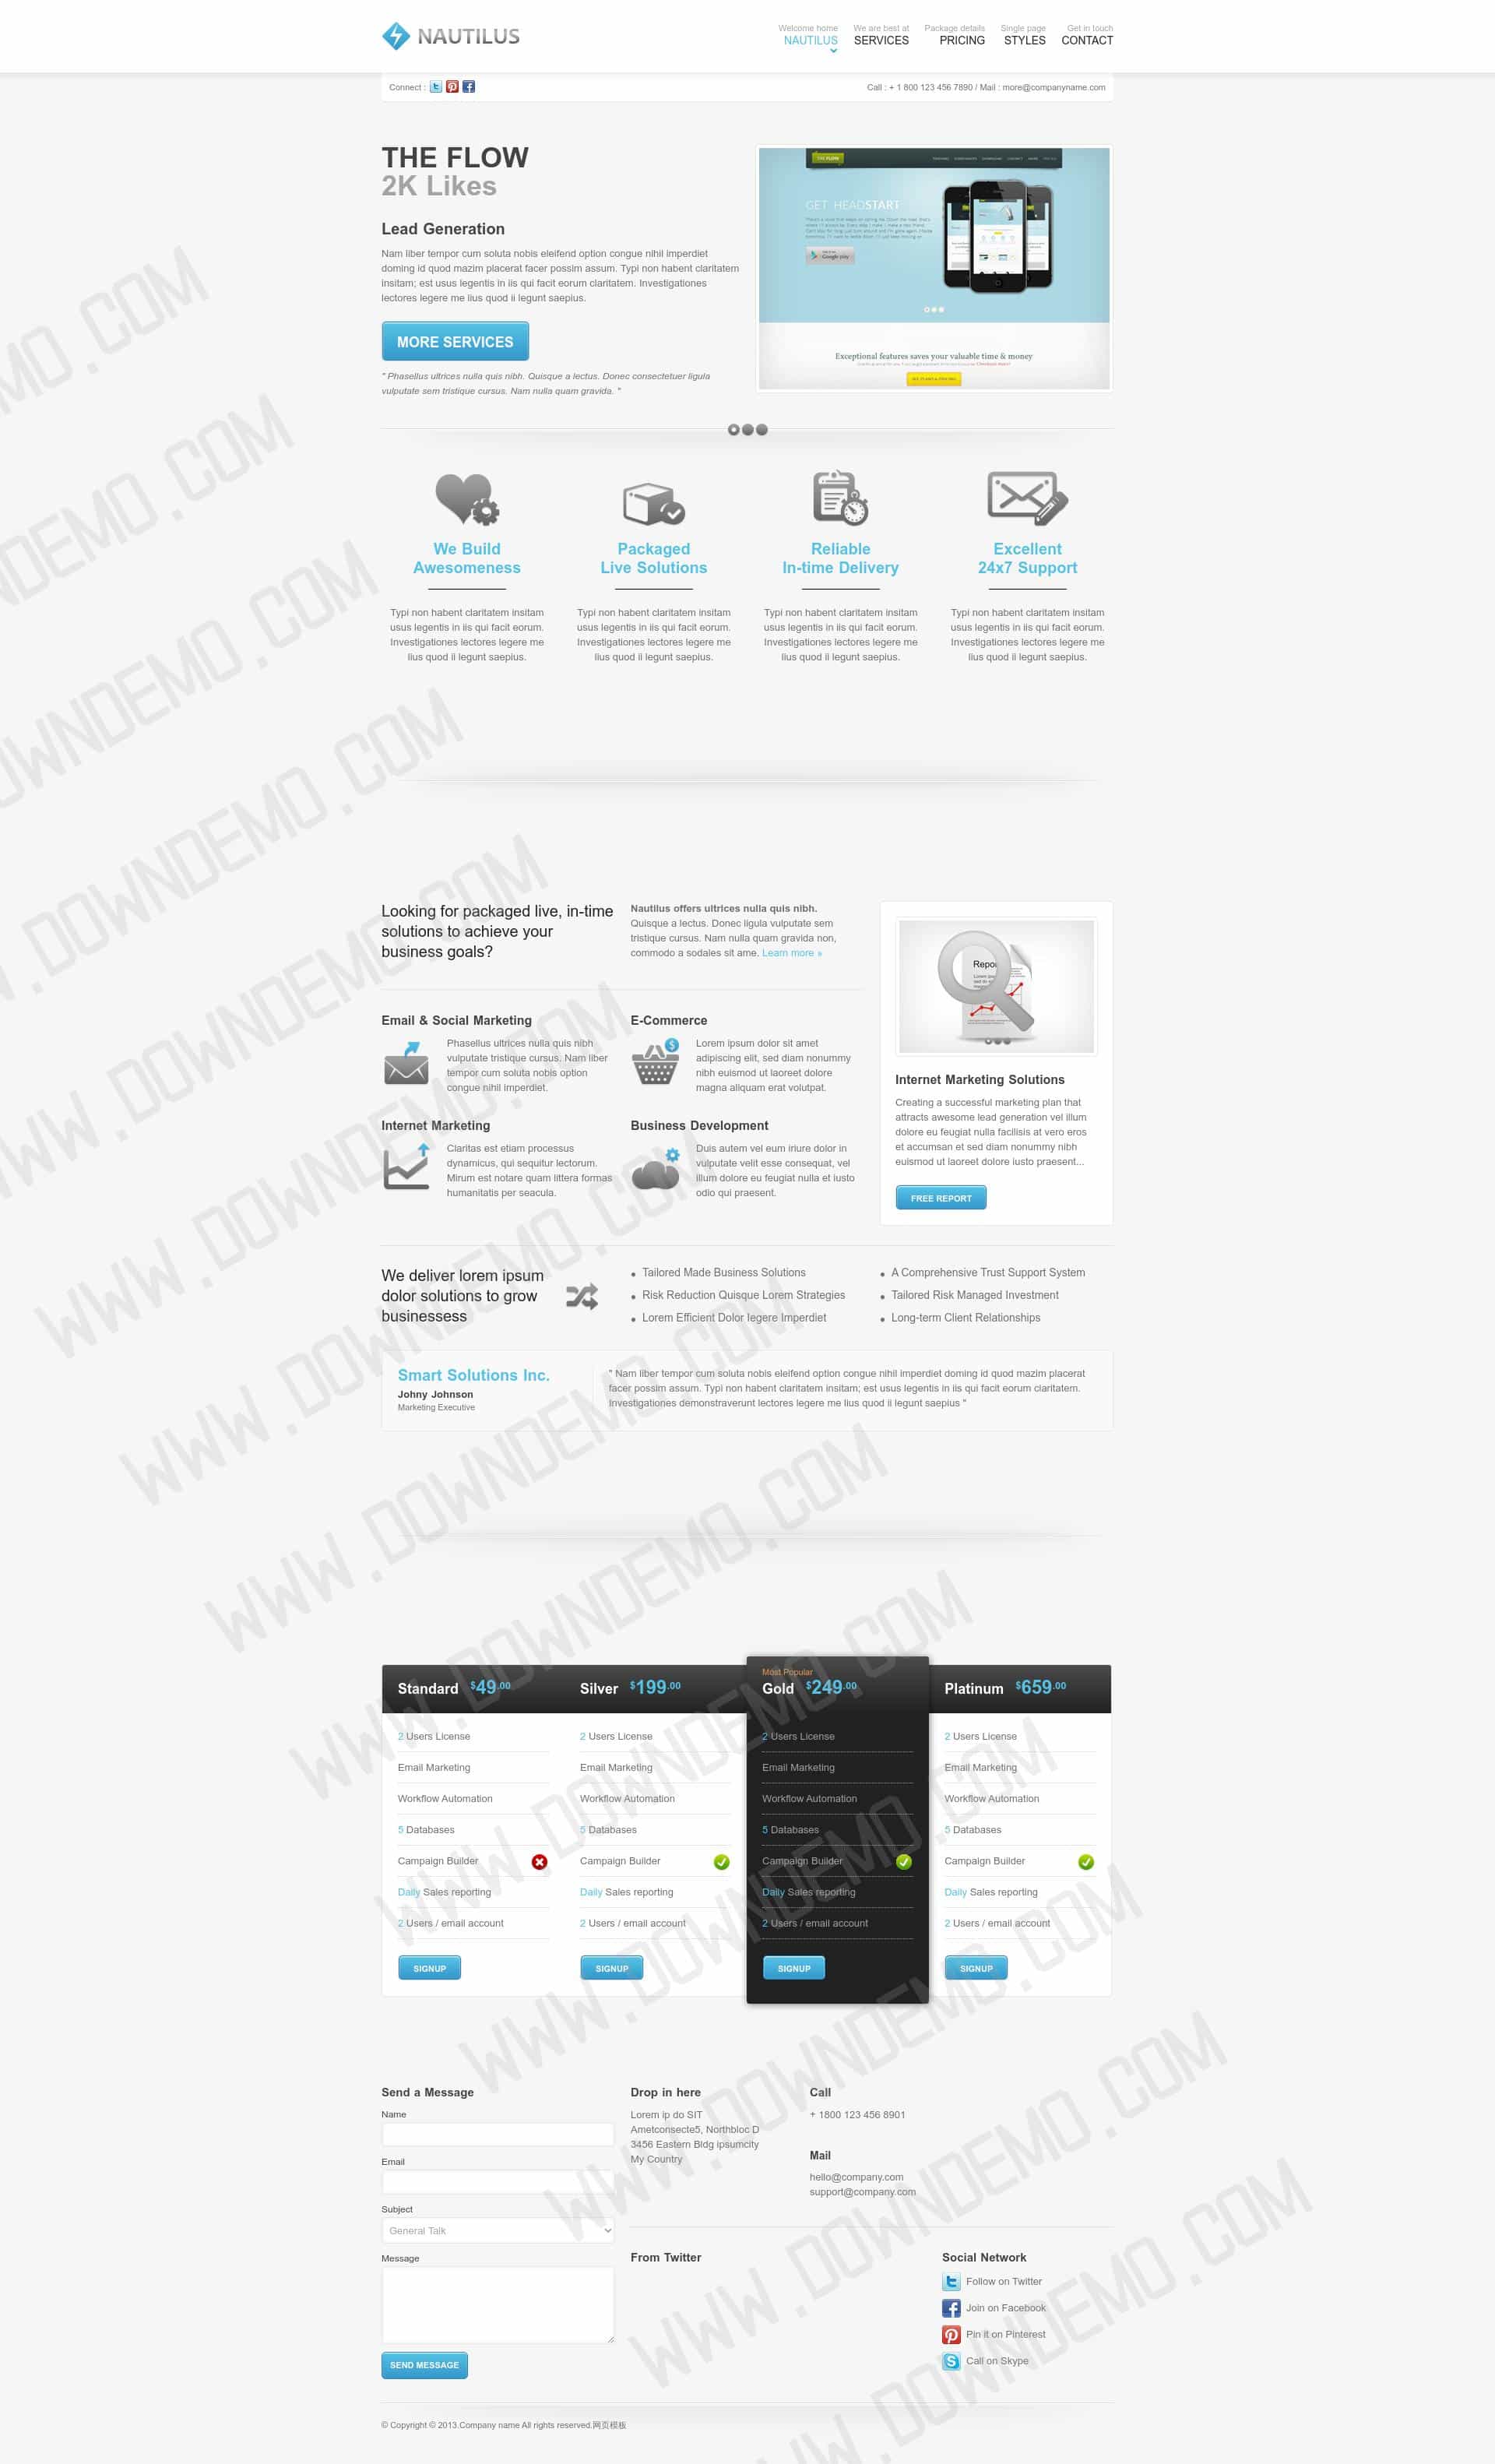 NAUTILUS
Welcome home
NAUTILUS
We are best at
SERVICES
Package details
PRICING
Single page
STYLES
Get in touch
CONTACT
Connect :
Call : + 1 800 123 456 7890 / Mail : more@companyname.com
THE FLOW
2K Likes
Lead Generation
Nam liber tempor cum soluta nobis eleifend option congue nihil imperdiet
doming id quod mazim placerat facer possim assum. Typi non habent claritatem
insitam; est usus legentis in iis qui facit eorum claritatem. Investigationes
lectores legere me lius quod ii legunt saepius.
MORE SERVICES
" Phasellus ultrices nulla quis nibh. Quisque a lectus. Donec consectetuer ligula
vulputate sem tristique cursus. Nam nulla quam gravida. "
THE FLOW
GET HEADSTART
Google play
Exceptional features saves your valuable time & money
We Build
Awesomeness
Typi non habent claritatem insitam
usus legentis in iis qui facit eorum.
Investigationes lectores legere me
lius quod ii legunt saepius.
Packaged
Live Solutions
Typi non habent claritatem insitam
usus legentis in iis qui facit eorum.
Investigationes lectores legere me
lius quod ii legunt saepius.
Reliable
In-time Delivery
Typi non habent claritatem insitam
usus legentis in iis qui facit eorum.
Investigationes lectores legere me
lius quod ii legunt saepius.
Excellent
24x7 Support
Typi non habent claritatem insitam
usus legentis in iis qui facit eorum.
Investigationes lectores legere me
lius quod ii legunt saepius.
Looking for packaged live, in-time
solutions to achieve your
business goals?
Nautilus offers ultrices nulla quis nibh.
Quisque a lectus. Donec ligula vulputate sem
tristique cursus. Nam nulla quam gravida non,
commodo a sodales sit ame. Learn more »
Email & Social Marketing
Phasellus ultrices nulla quis nibh
vulputate tristique cursus. Nam liber
tempor cum soluta nobis option
congue nihil imperdiet.
E-Commerce
Lorem ipsum dolor sit amet
adipiscing elit, sed diam nonummy
nibh euismod ut laoreet dolore
magna aliquam erat volutpat.
Internet Marketing
Claritas est etiam processus
dynamicus, qui sequitur lectorum.
Mirum est notare quam littera formas
humanitatis per seacula.
Business Development
Duis autem vel eum iriure dolor in
vulputate velit esse consequat, vel
illum dolore eu feugiat nulla et iusto
odio qui praesent.
Internet Marketing Solutions
Creating a successful marketing plan that
attracts awesome lead generation vel illum
dolore eu feugiat nulla facilisis at vero eros
et accumsan et sed diam nonummy nibh
euismod ut laoreet dolore iusto praesent...
FREE REPORT
We deliver lorem ipsum
dolor solutions to grow
businessess
Tailored Made Business Solutions
Risk Reduction Quisque Lorem Strategies
Lorem Efficient Dolor legere Imperdiet
A Comprehensive Trust Support System
Tailored Risk Managed Investment
Long-term Client Relationships
Smart Solutions Inc.
Johny Johnson
Marketing Executive
" Nam liber tempor cum soluta nobis eleifend option congue nihil imperdiet doming id quod mazim placerat
facer possim assum. Typi non habent claritatem insitam; est usus legentis in iis qui facit eorum claritatem.
Investigationes demonstraverunt lectores legere me lius quod ii legunt saepius "
Standard $49.00
2 Users License
Email Marketing
Workflow Automation
5 Databases
Campaign Builder
Daily Sales reporting
2 Users / email account
SIGNUP
Silver $199.00
2 Users License
Email Marketing
Workflow Automation
5 Databases
Campaign Builder
Daily Sales reporting
2 Users / email account
SIGNUP
Most Popular
Gold $249.00
2 Users License
Email Marketing
Workflow Automation
5 Databases
Campaign Builder
Daily Sales reporting
2 Users / email account
SIGNUP
Platinum $659.00
2 Users License
Email Marketing
Workflow Automation
5 Databases
Campaign Builder
Daily Sales reporting
2 Users / email account
SIGNUP
Send a Message
Name
Email
Subject
General Talk
Message
SEND MESSAGE
Drop in here
Lorem ip do SIT
Ametconsecte5, Northbloc D
3456 Eastern Bldg ipsumcity
My Country
Call
+ 1800 123 456 8901
Mail
hello@company.com
support@company.com
From Twitter
Social Network
Follow on Twitter
Join on Facebook
Pin it on Pinterest
Call on Skype
© Copyright © 2013.Company name All rights reserved.网页模板
WWW.DOWNDEMO.COM